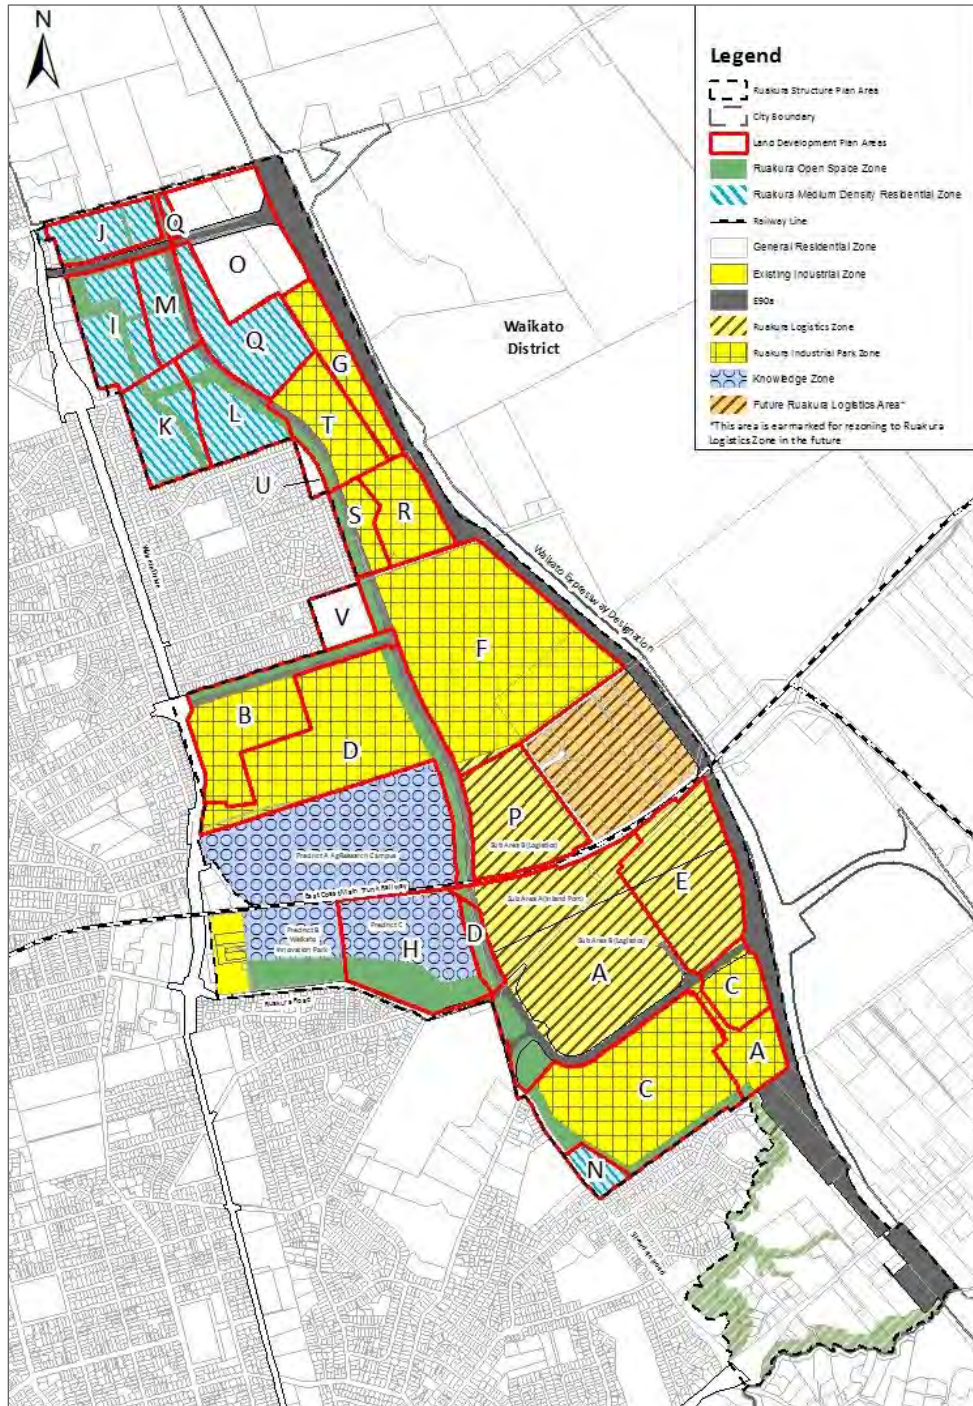 N
Legend
Ruakura Structure Plan Area
City Boundary
Land Development Plan Areas
Ruakura Open Space Zone
Ruakura Medium Density Residential Zone
Railway Line
General Residential Zone
Existing Industrial Zone
E90a
Ruakura Logistics Zone
Ruakura Industrial Park Zone
Knowledge Zone
Future Ruakura Logistics Area*
*This area is earmarked for rezoning to Ruakura
Logistics Zone in the future
J
Q
O
I
M
Q
G
K
L
T
U
S
R
V
F
B
D
P
Sub Area B (Logistics)
E
Waikato
District
Waikato Expressway Designation
Precinct A AgResearch Campus
East Coast Main Trunk Railway
Sub Area A (Inland Port)
Precinct B
Waikato
Innovation Park
Precinct C
H
D
Sub Area B (Logistics)
A
C
A
C
N
Ruakura Road